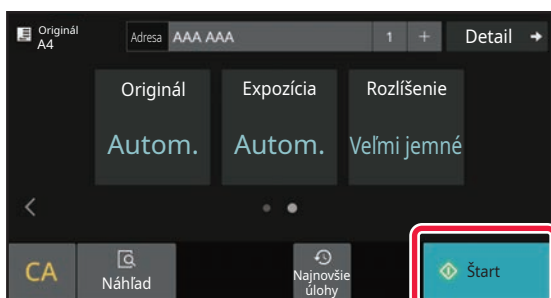 Originál
A4
Adresa AAA AAA 1 + Detail
Originál Expozícia Rozlíšenie
Autom. Autom. Veľmi jemné
CA Náhľad Najnovšie úlohy Štart